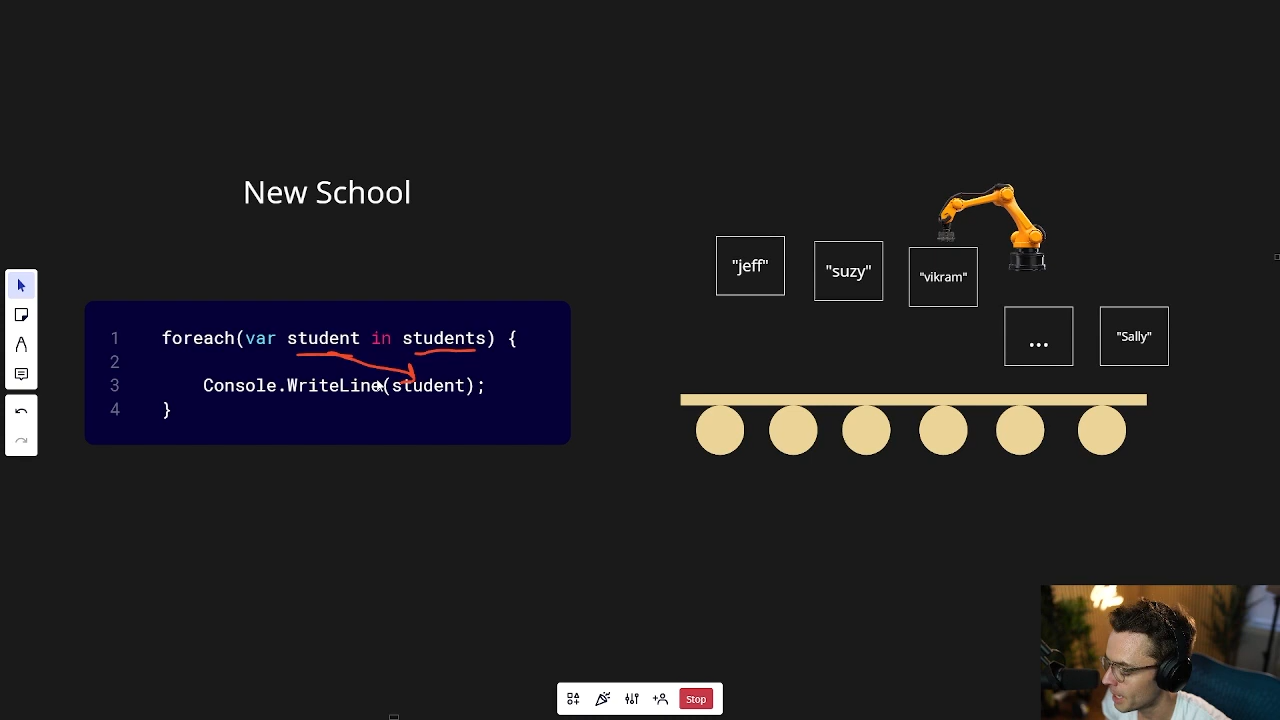 New School
1 foreach(var student in students) {
2
3 Console.WriteLine(student);
4 }
"jeff"
"suzy"
"vikram"
...
"Sally"
Stop